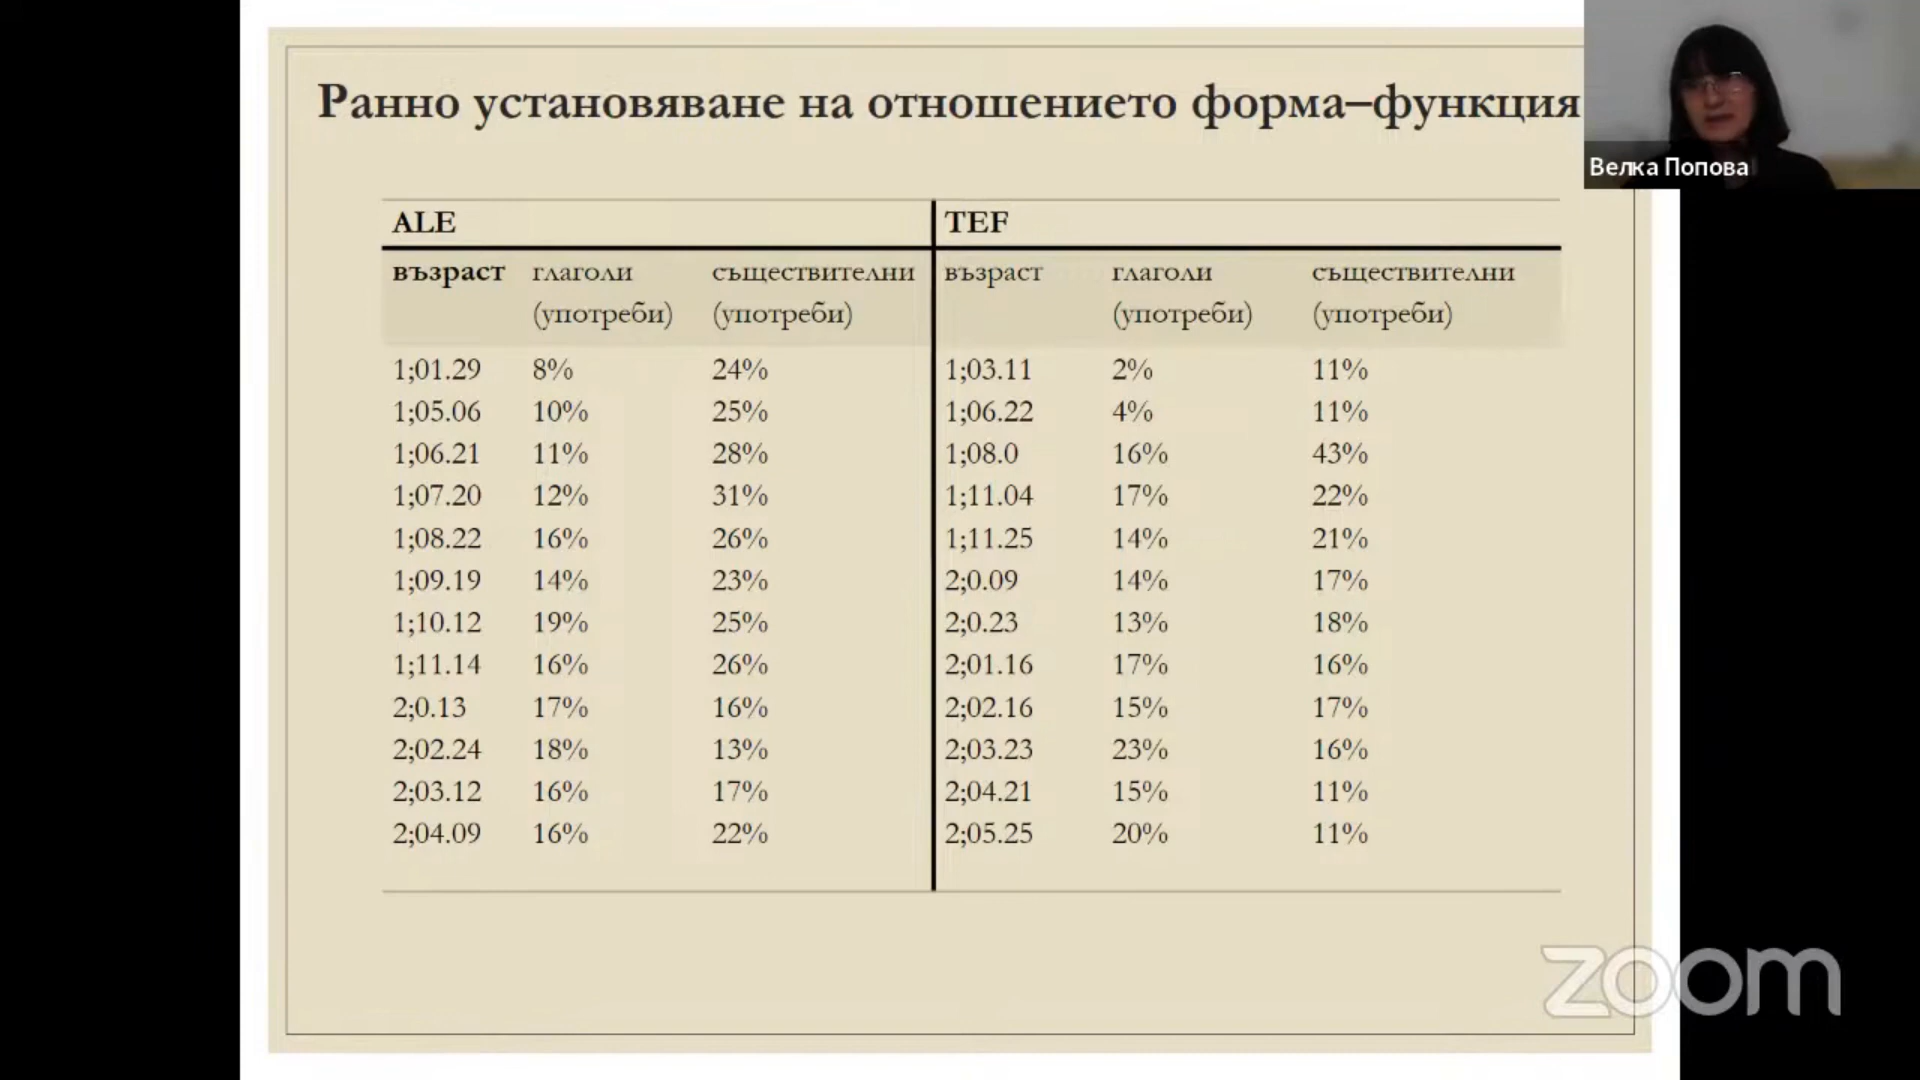 Ранно установяване на отношението форма–функция
Велка Попова
ALE TEF
възраст глаголи (употреби) съществителни (употреби) възраст глаголи (употреби) съществителни (употреби)
1;01.29 8% 24% 1;03.11 2% 11%
1;05.06 10% 25% 1;06.22 4% 11%
1;06.21 11% 28% 1;08.0 16% 43%
1;07.20 12% 31% 1;11.04 17% 22%
1;08.22 16% 26% 1;11.25 14% 21%
1;09.19 14% 23% 2;0.09 14% 17%
1;10.12 19% 25% 2;0.23 13% 18%
1;11.14 16% 26% 2;01.16 17% 16%
2;0.13 17% 16% 2;02.16 15% 17%
2;02.24 18% 13% 2;03.23 23% 16%
2;03.12 16% 17% 2;04.21 15% 11%
2;04.09 16% 22% 2;05.25 20% 11%
zoom